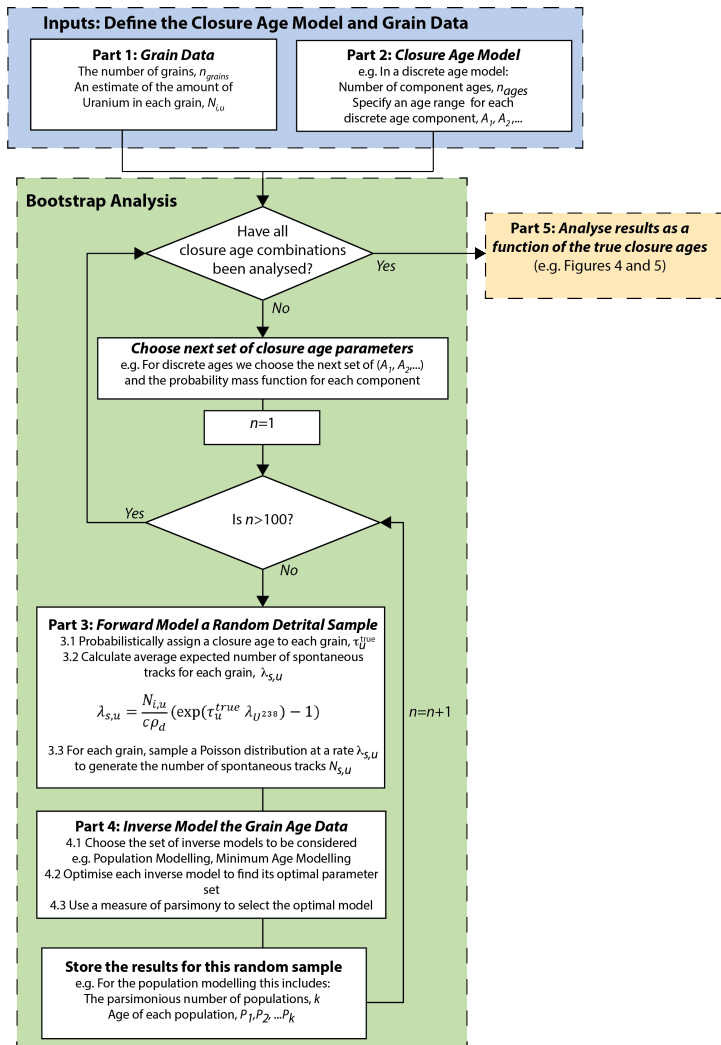 Inputs: Define the Closure Age Model and Grain Data
Part 1: Grain Data
The number of grains, n_grains
An estimate of the amount of
Uranium in each grain, N_i,u
Part 2: Closure Age Model
e.g. In a discrete age model:
Number of component ages, n_ages
Specify an age range for each
discrete age component, A_1, A_2,...
Bootstrap Analysis
Have all
closure age combinations
been analysed?
Yes
No
Part 5: Analyse results as a
function of the true closure ages
(e.g. Figures 4 and 5)
Choose next set of closure age parameters
e.g. For discrete ages we choose the next set of (A_1, A_2,...)
and the probability mass function for each component
n=1
Is n>100?
Yes
No
Part 3: Forward Model a Random Detrital Sample
3.1 Probabilistically assign a closure age to each grain, τ_u^true
3.2 Calculate average expected number of spontaneous
tracks for each grain, λ_s,u
λ_s,u = N_i,u / cρ_d (exp(τ_u^true λ_U^238) − 1)
3.3 For each grain, sample a Poisson distribution at a rate λ_s,u
to generate the number of spontaneous tracks N_s,u
n=n+1
Part 4: Inverse Model the Grain Age Data
4.1 Choose the set of inverse models to be considered
e.g. Population Modelling, Minimum Age Modelling
4.2 Optimise each inverse model to find its optimal parameter
set
4.3 Use a measure of parsimony to select the optimal model
Store the results for this random sample
e.g. For the population modelling this includes:
The parsimonious number of populations, k
Age of each population, P_1,P_2, ...P_k